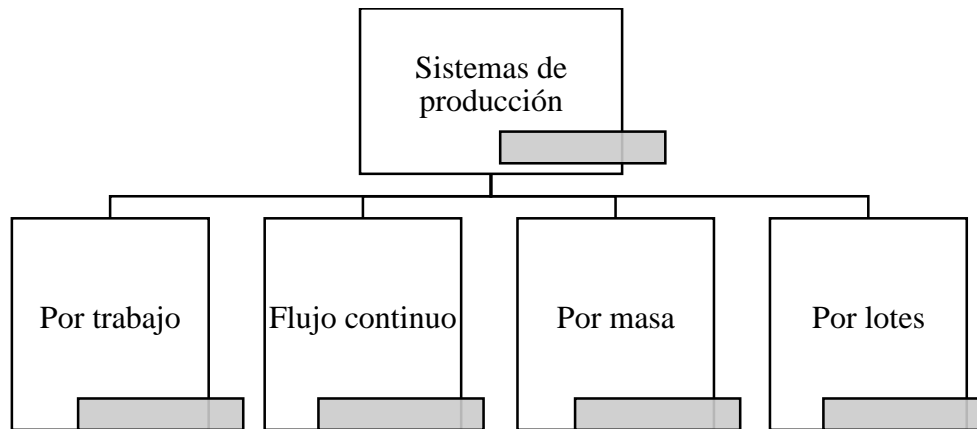 Sistemas de
producción
Por trabajo
Flujo continuo
Por masa
Por lotes